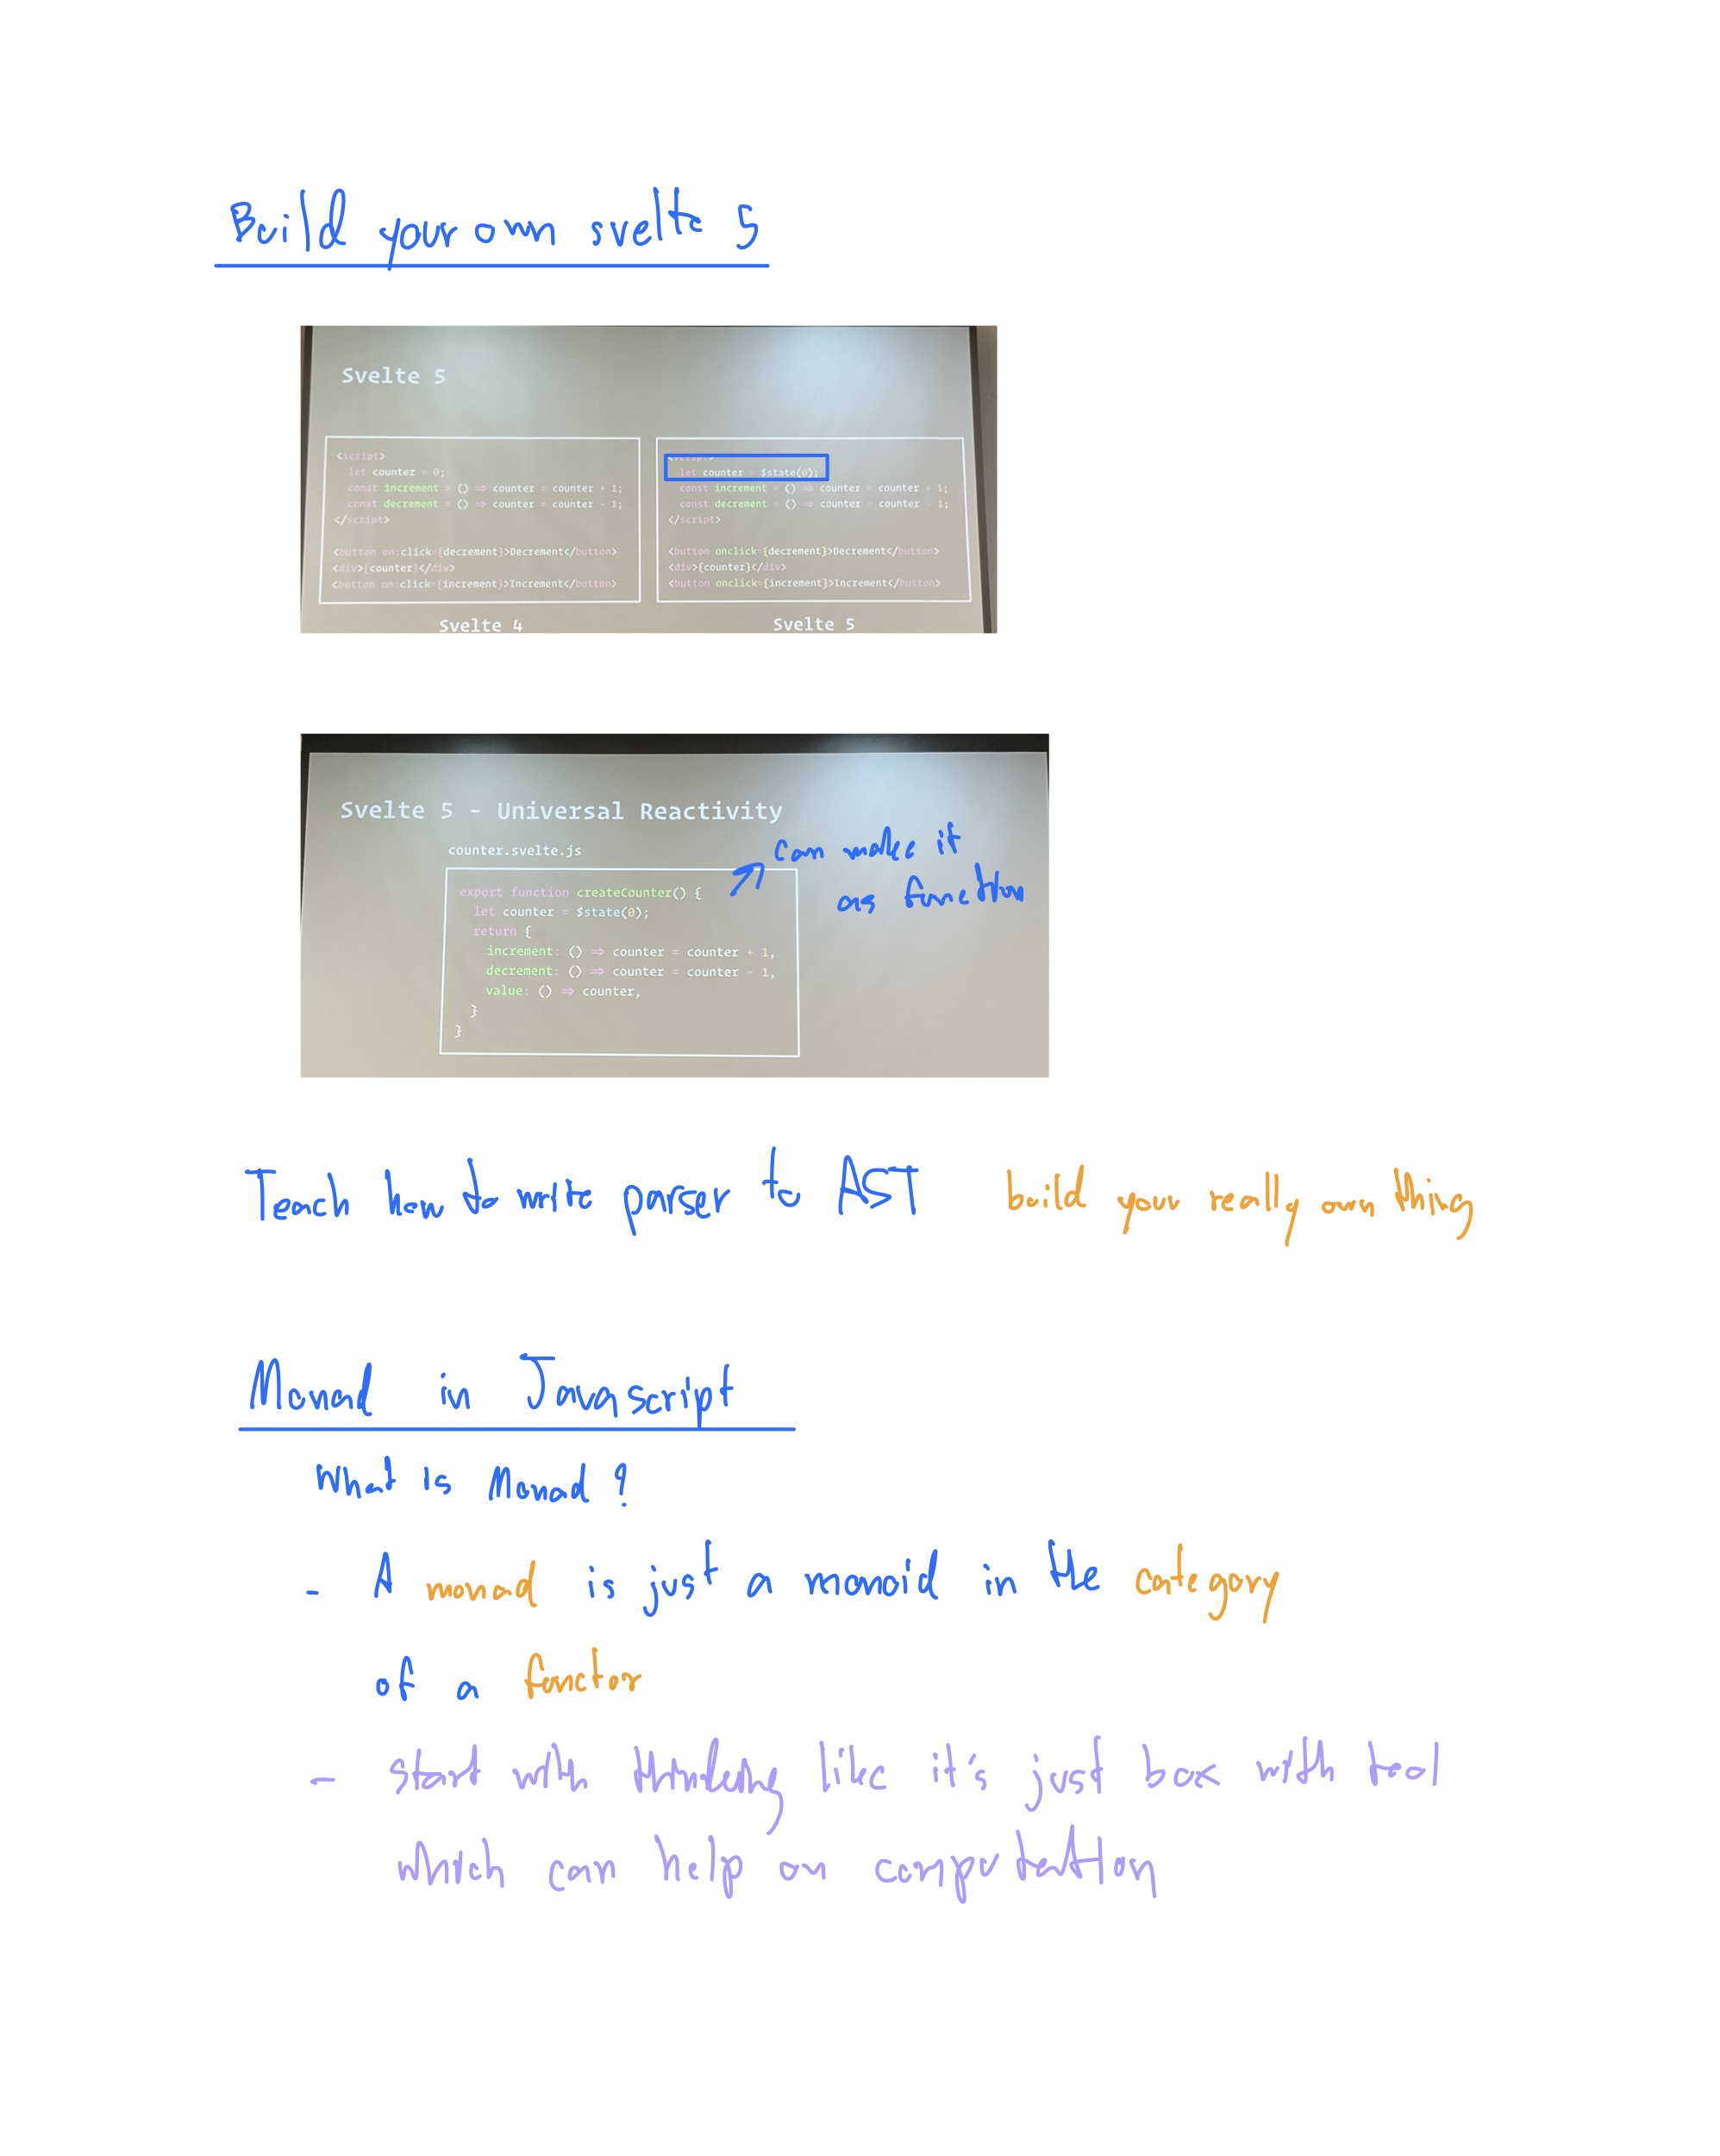 Build your own svelte 5
Svelte 5
<script>
let counter = 0;
const increment = () => counter = counter + 1;
const decrement = () => counter = counter - 1;
</script>
<button on:click={decrement}>Decrement</button>
<div>{counter}</div>
<button on:click={increment}>Increment</button>
Svelte 4
<script>
let counter = $state(0);
const increment = () => counter = counter + 1;
const decrement = () => counter = counter - 1;
</script>
<button onclick={decrement}>Decrement</button>
<div>{counter}</div>
<button onclick={increment}>Increment</button>
Svelte 5
Svelte 5 - Universal Reactivity
counter.svelte.js
export function createCounter() {
let counter = $state(0);
return {
increment: () => counter = counter + 1,
decrement: () => counter = counter - 1,
value: () => counter,
}
}
can make it
as function
Teach how to write parser to AST build your really own thing
Monad in Javascript
What is Monad ?
- A monad is just a monoid in the category
of a functor
- start with thinking like it's just box with tool
which can help on computation